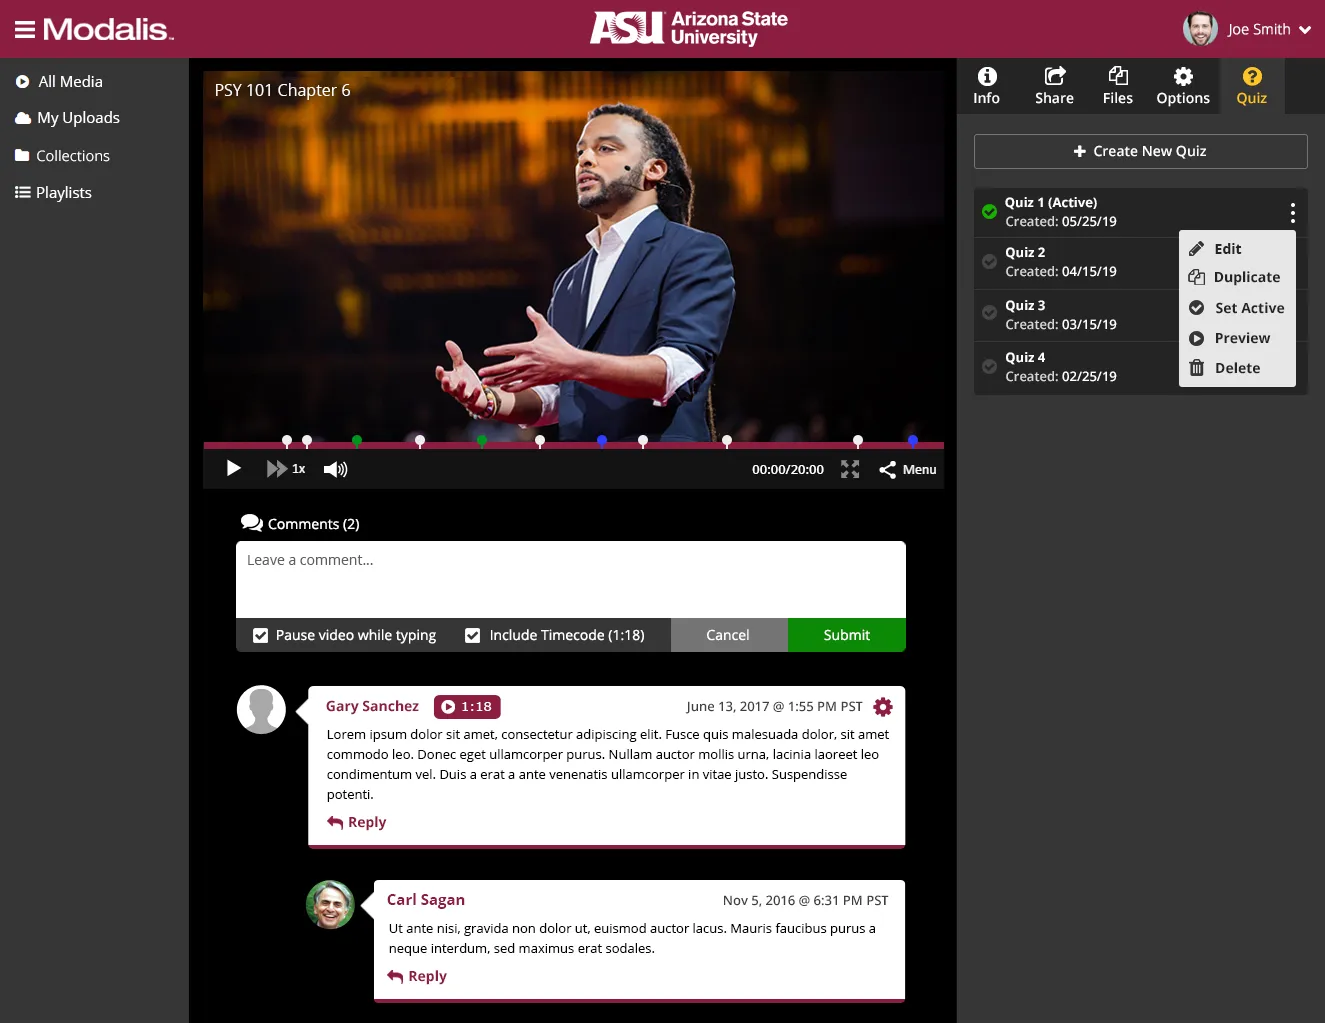 Modalis™
ASU Arizona State
University
Joe Smith
All Media
My Uploads
Collections
Playlists
PSY 101 Chapter 6
1x
00:00/20:00
Menu
Comments (2)
Leave a comment...
Pause video while typing
Include Timecode (1:18)
Cancel
Submit
Gary Sanchez
1:18
June 13, 2017 @ 1:55 PM PST
Lorem ipsum dolor sit amet, consectetur adipiscing elit. Fusce quis malesuada dolor, sit amet
commodo leo. Donec eget ullamcorper purus. Nullam auctor mollis urna, lacinia laoreet leo
condimentum vel. Duis a erat a ante venenatis ullamcorper in vitae justo. Suspendisse
potenti.
Reply
Carl Sagan
Nov 5, 2016 @ 6:31 PM PST
Ut ante nisi, gravida non dolor ut, euismod auctor lacus. Mauris faucibus purus a
neque interdum, sed maximus erat sodales.
Reply
Info
Share
Files
Options
Quiz
Create New Quiz
Quiz 1 (Active)
Created: 05/25/19
Quiz 2
Created: 04/15/19
Quiz 3
Created: 03/15/19
Quiz 4
Created: 02/25/19
Edit
Duplicate
Set Active
Preview
Delete